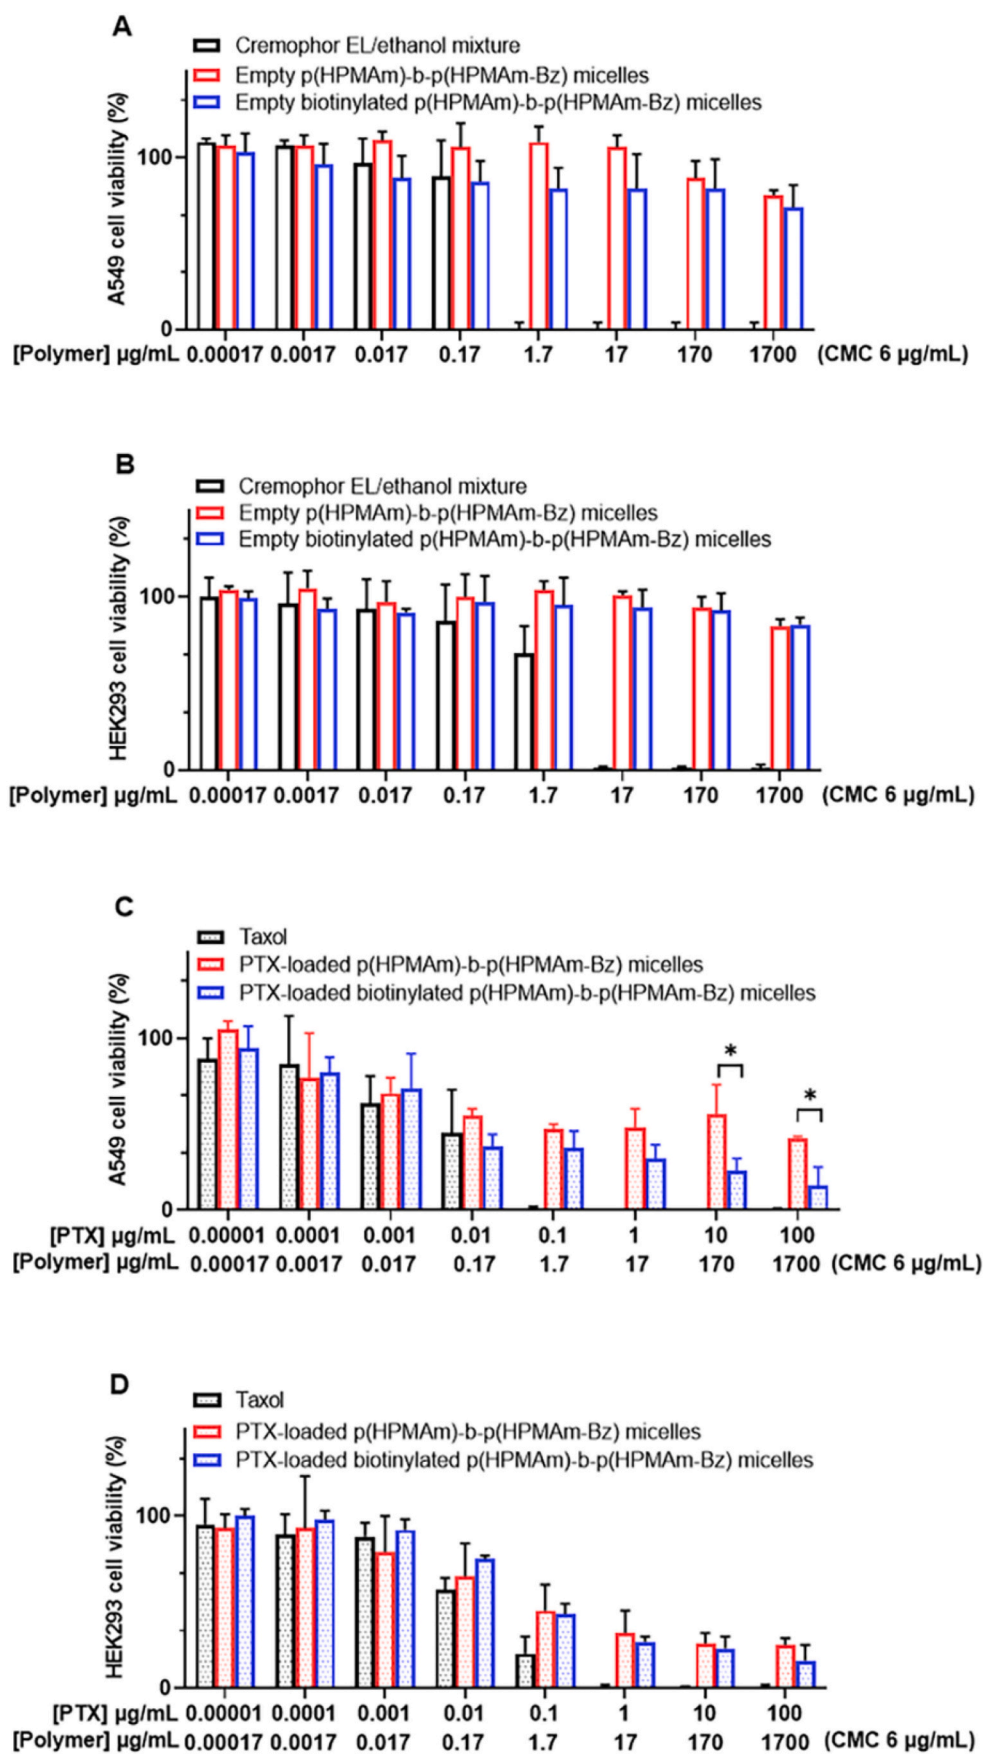 A
Cremophor EL/ethanol mixture
Empty p(HPMAm)-b-p(HPMAm-Bz) micelles
Empty biotinylated p(HPMAm)-b-p(HPMAm-Bz) micelles
A549 cell viability (%)
100
0
[Polymer] µg/mL 0.00017 0.0017 0.017 0.17 1.7 17 170 1700 (CMC 6 µg/mL)
B
Cremophor EL/ethanol mixture
Empty p(HPMAm)-b-p(HPMAm-Bz) micelles
Empty biotinylated p(HPMAm)-b-p(HPMAm-Bz) micelles
HEK293 cell viability (%)
100
0
[Polymer] µg/mL 0.00017 0.0017 0.017 0.17 1.7 17 170 1700 (CMC 6 µg/mL)
C
Taxol
PTX-loaded p(HPMAm)-b-p(HPMAm-Bz) micelles
PTX-loaded biotinylated p(HPMAm)-b-p(HPMAm-Bz) micelles
A549 cell viability (%)
100
*
*
0
[PTX] µg/mL 0.00001 0.0001 0.001 0.01 0.1 1 10 100
[Polymer] µg/mL 0.00017 0.0017 0.017 0.17 1.7 17 170 1700 (CMC 6 µg/mL)
D
Taxol
PTX-loaded p(HPMAm)-b-p(HPMAm-Bz) micelles
PTX-loaded biotinylated p(HPMAm)-b-p(HPMAm-Bz) micelles
HEK293 cell viability (%)
100
0
[PTX] µg/mL 0.00001 0.0001 0.001 0.01 0.1 1 10 100
[Polymer] µg/mL 0.00017 0.0017 0.017 0.17 1.7 17 170 1700 (CMC 6 µg/mL)